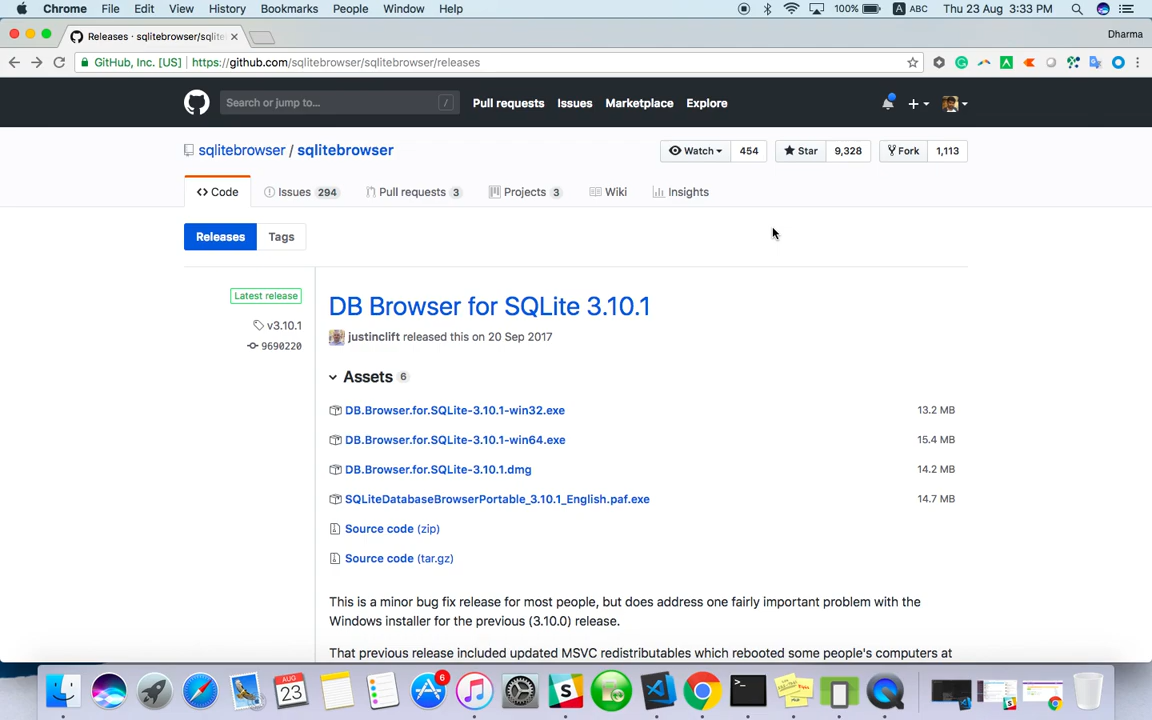 Chrome File Edit View History Bookmarks People Window Help 100% A ABC Thu 23 Aug 3:33 PM
Releases · sqlitebrowser/sqlite Dharma
GitHub, Inc. [US] https://github.com/sqlitebrowser/sqlitebrowser/releases
Search or jump to... / Pull requests Issues Marketplace Explore
sqlitebrowser / sqlitebrowser Watch 454 Star 9,328 Fork 1,113
Code Issues 294 Pull requests 3 Projects 3 Wiki Insights
Releases Tags
Latest release
v3.10.1
9690220
DB Browser for SQLite 3.10.1
justinclift released this on 20 Sep 2017
Assets 6
DB.Browser.for.SQLite-3.10.1-win32.exe 13.2 MB
DB.Browser.for.SQLite-3.10.1-win64.exe 15.4 MB
DB.Browser.for.SQLite-3.10.1.dmg 14.2 MB
SQLiteDatabaseBrowserPortable_3.10.1_English.paf.exe 14.7 MB
Source code (zip)
Source code (tar.gz)
This is a minor bug fix release for most people, but does address one fairly important problem with the
Windows installer for the previous (3.10.0) release.
That previous release included updated MSVC redistributables which rebooted some people's computers at
AUG
23
6